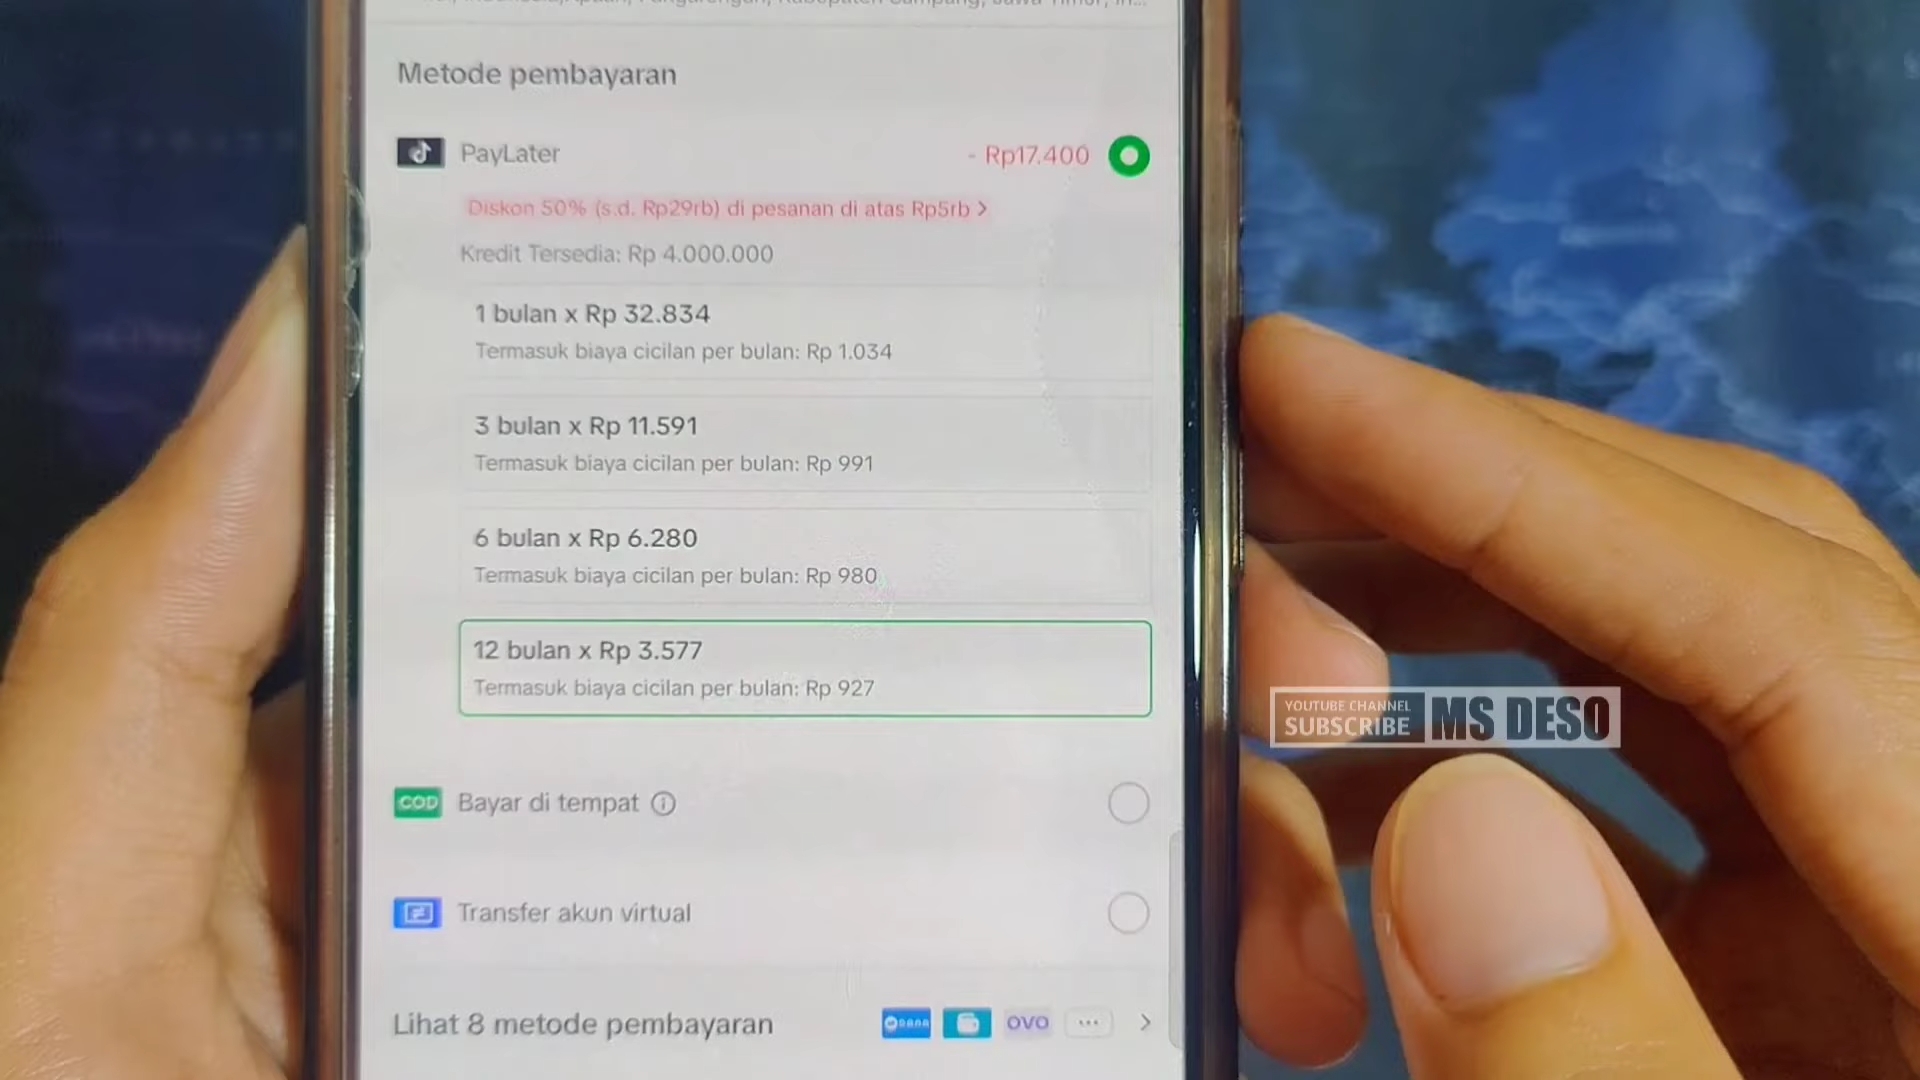 Metode pembayaran
PayLater
- Rp17.400
Diskon 50% (s.d. Rp29rb) di pesanan di atas Rp5rb >
Kredit Tersedia: Rp 4.000.000
1 bulan x Rp 32.834
Termasuk biaya cicilan per bulan: Rp 1.034
3 bulan x Rp 11.591
Termasuk biaya cicilan per bulan: Rp 991
6 bulan x Rp 6.280
Termasuk biaya cicilan per bulan: Rp 980
12 bulan x Rp 3.577
Termasuk biaya cicilan per bulan: Rp 927
COD Bayar di tempat
Transfer akun virtual
Lihat 8 metode pembayaran
DANA
OVO
YOUTUBE CHANNEL
SUBSCRIBE
MS DESO